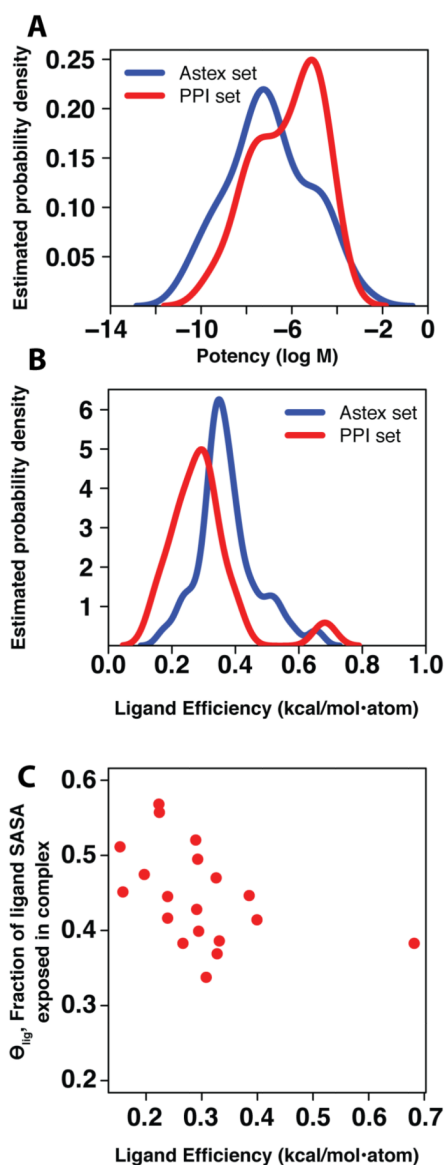 A
Estimated probability density
0.25
0.20
0.15
0.10
0.05
Astex set
PPI set
−14
−10
−6
−2
0
Potency (log M)
B
Estimated probability density
6
5
4
3
2
1
Astex set
PPI set
0.0
0.2
0.4
0.6
0.8
1.0
Ligand Efficiency (kcal/mol•atom)
C
ϴlig, Fraction of ligand SASA
exposed in complex
0.6
0.5
0.4
0.3
0.2
0.2
0.3
0.4
0.5
0.6
0.7
Ligand Efficiency (kcal/mol•atom)